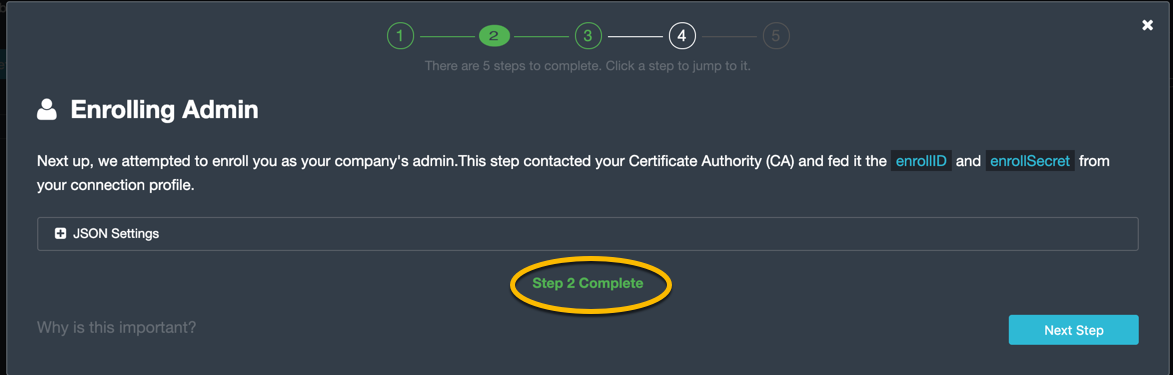 1 2 3 4 5
There are 5 steps to complete. Click a step to jump to it.
Enrolling Admin
Next up, we attempted to enroll you as your company's admin.This step contacted your Certificate Authority (CA) and fed it the enrollID and enrollSecret from
your connection profile.
JSON Settings
Step 2 Complete
Why is this important?
Next Step